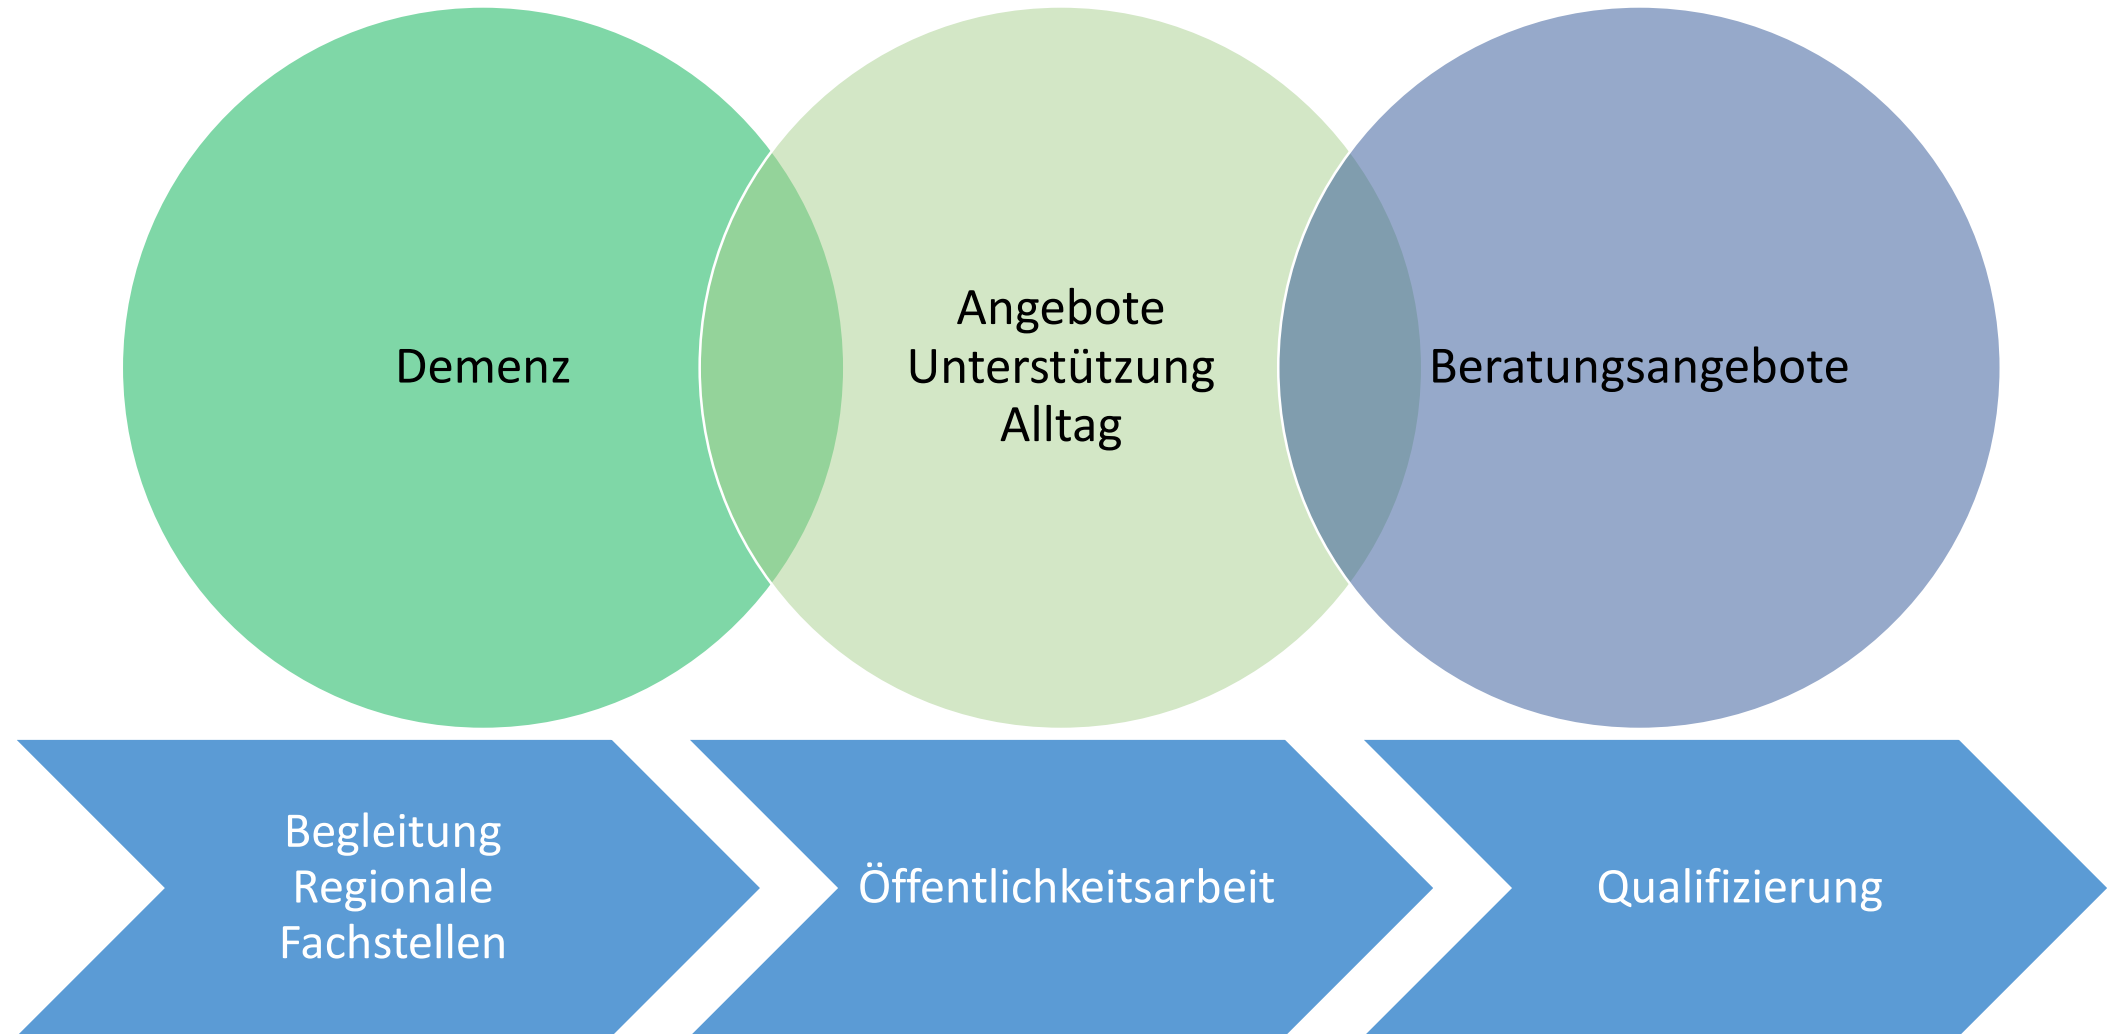 Demenz
Angebote
Unterstützung
Alltag
Beratungsangebote
Begleitung
Regionale
Fachstellen
Öffentlichkeitsarbeit
Qualifizierung